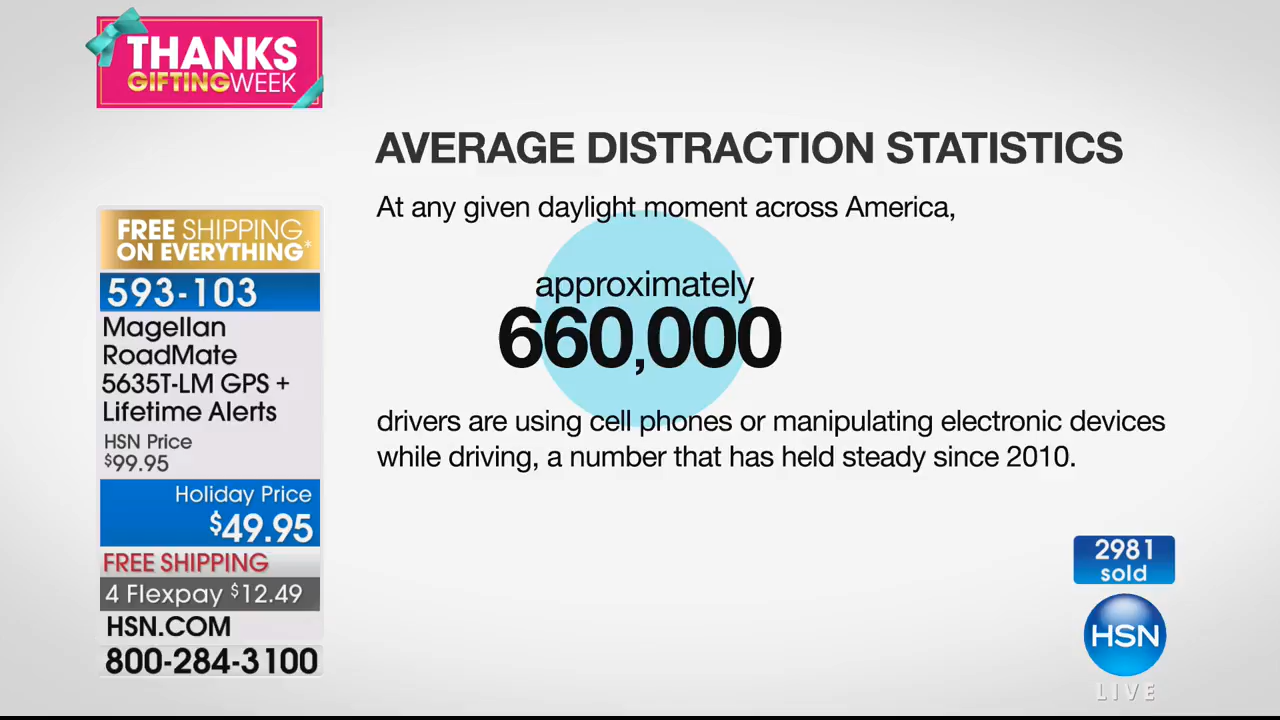 THANKS
GIFTINGWEEK
AVERAGE DISTRACTION STATISTICS
At any given daylight moment across America,
approximately
660,000
drivers are using cell phones or manipulating electronic devices
while driving, a number that has held steady since 2010.
FREE SHIPPING
ON EVERYTHING*
593-103
Magellan
RoadMate
5635T-LM GPS +
Lifetime Alerts
HSN Price
$99.95
Holiday Price
$49.95
FREE SHIPPING
4 Flexpay $12.49
HSN.COM
800-284-3100
2981
sold
HSN
LIVE